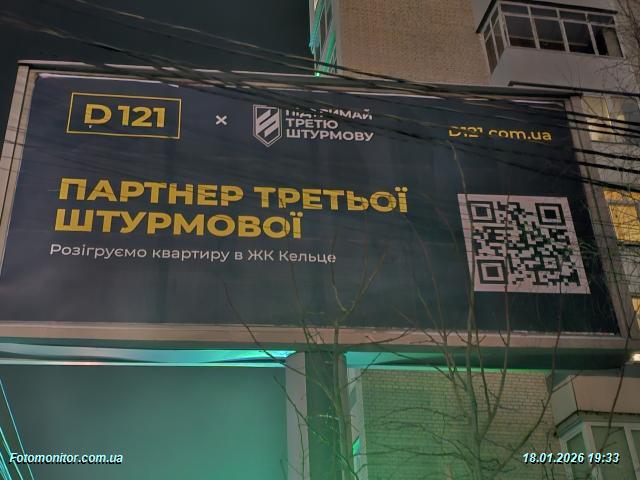 D 121
×
ПІДТРИМАЙ
ТРЕТЮ
ШТУРМОВУ
D121.com.ua
ПАРТНЕР ТРЕТЬОЇ
ШТУРМОВОЇ
Розігруємо квартиру в ЖК Кельце
Fotomonitor.com.ua
18.01.2026 19:33